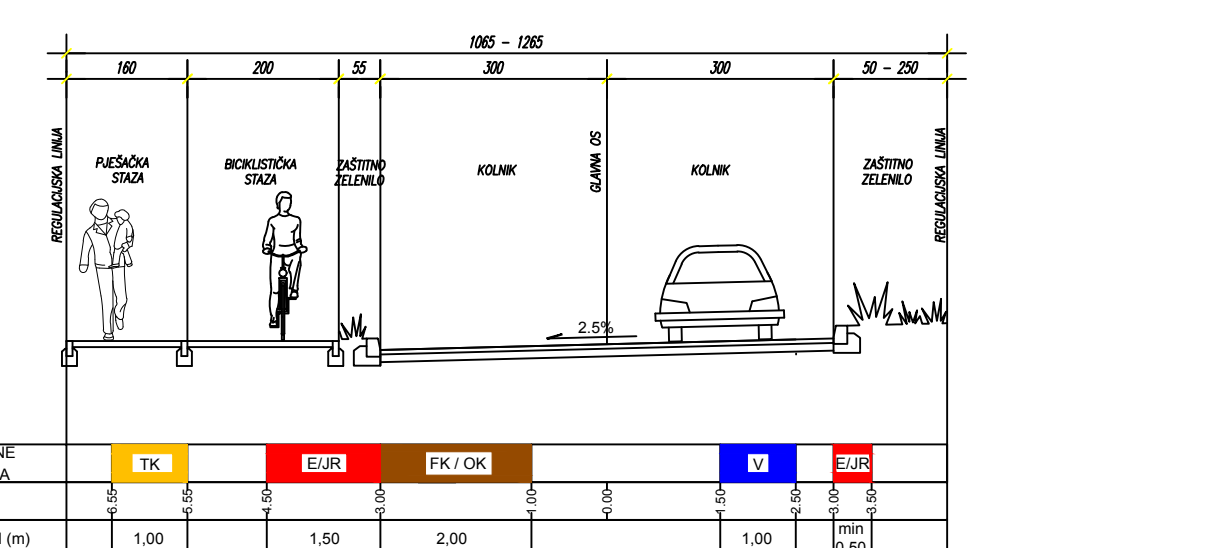 1065 - 1265
160 200 55 300 300 50 - 250
REGULACIJSKA LINIJA
PJEŠAČKA
STAZA
BICIKLISTIČKA
STAZA
ZAŠTITNO
ZELENILO
KOLNIK
GLAVNA OS
KOLNIK
ZAŠTITNO
ZELENILO
REGULACIJSKA LINIJA
2.5%
NE
A
TK E/JR FK / OK V E/JR
-6.55 -5.55 -4.50 -3.00 -1.00 0.00 1.50 2.50 3.00 3.50
(m) 1,00 1,50 2,00 1,00 min
0,50